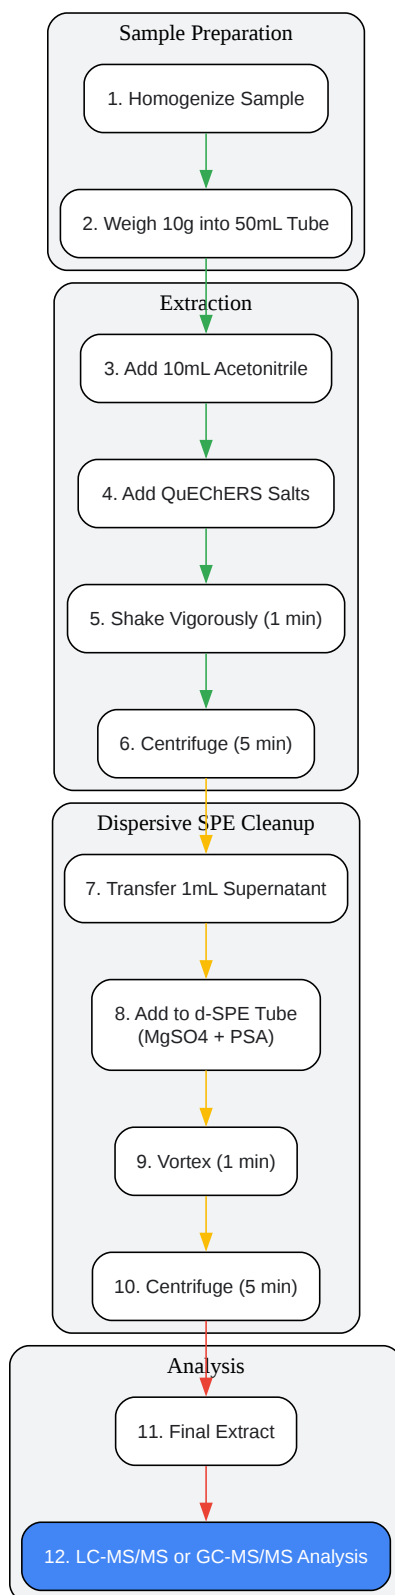 Sample Preparation
1. Homogenize Sample
2. Weigh 10g into 50mL Tube
Extraction
3. Add 10mL Acetonitrile
4. Add QuEChERS Salts
5. Shake Vigorously (1 min)
6. Centrifuge (5 min)
Dispersive SPE Cleanup
7. Transfer 1mL Supernatant
8. Add to d-SPE Tube
(MgSO4 + PSA)
9. Vortex (1 min)
10. Centrifuge (5 min)
Analysis
11. Final Extract
12. LC-MS/MS or GC-MS/MS Analysis